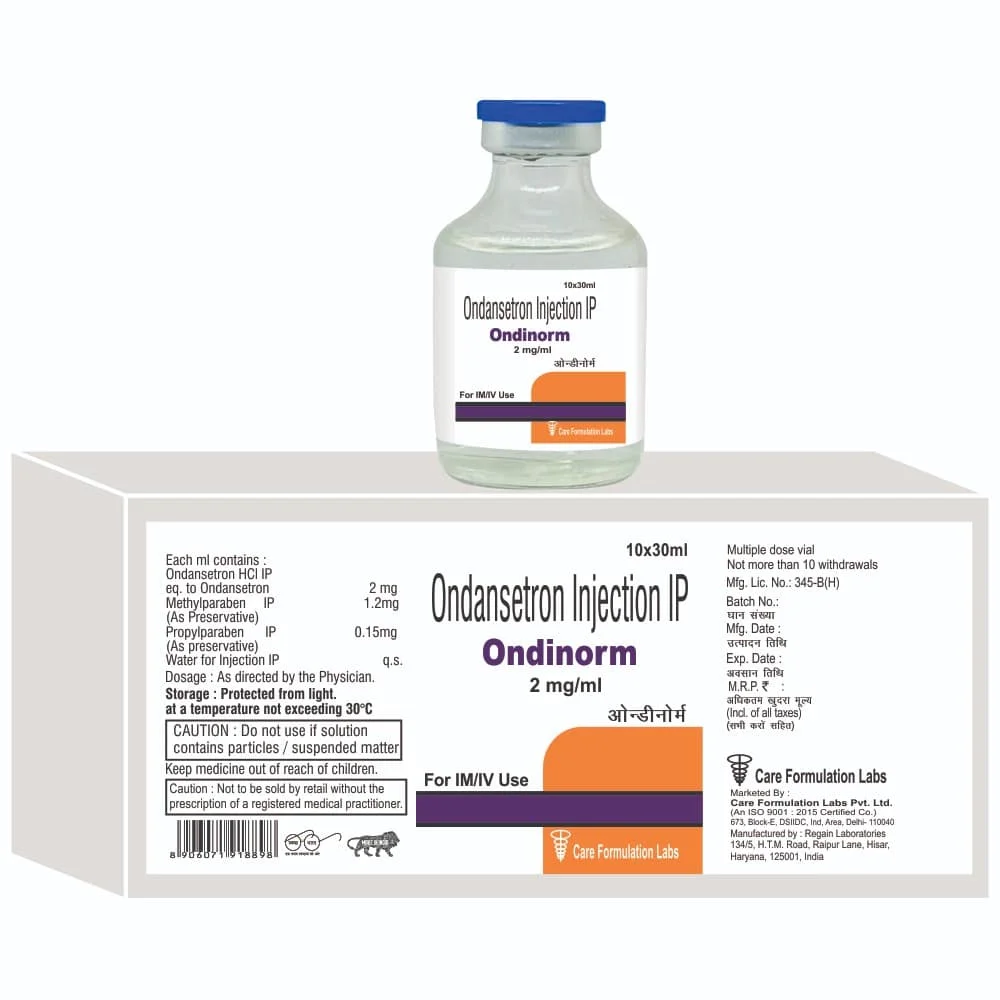 10x30ml
Ondansetron Injection IP
Ondinorm
2 mg/ml
ओन्डीनोर्म
For IM/IV Use
Care Formulation Labs
Each ml contains :
Ondansetron HCl IP
eq. to Ondansetron 2 mg
Methylparaben IP 1.2mg
(As Preservative)
Propylparaben IP 0.15mg
(As preservative)
Water for Injection IP q.s.
Dosage : As directed by the Physician.
Storage : Protected from light.
at a temperature not exceeding 30°C
CAUTION : Do not use if solution
contains particles / suspended matter
Keep medicine out of reach of children.
Caution : Not to be sold by retail without the
prescription of a registered medical practitioner.
8 906071 918898
MAKE IN INDIA
10x30ml
Ondansetron Injection IP
Ondinorm
2 mg/ml
ओन्डीनोर्म
For IM/IV Use
Care Formulation Labs
Multiple dose vial
Not more than 10 withdrawals
Mfg. Lic. No.: 345-B(H)
Batch No.:
घान संख्या
Mfg. Date :
उत्पादन तिथि
Exp. Date :
अवसान तिथि
M.R.P. ₹ :
अधिकतम खुदरा मूल्य
(Incl. of all taxes)
(सभी करों सहित)
Care Formulation Labs
Marketed By :
Care Formulation Labs Pvt. Ltd.
(An ISO 9001 : 2015 Certified Co.)
673, Block-E, DSIIDC, Ind, Area, Delhi- 110040
Manufactured by : Regain Laboratories
134/5, H.T.M. Road, Raipur Lane, Hisar,
Haryana, 125001, India